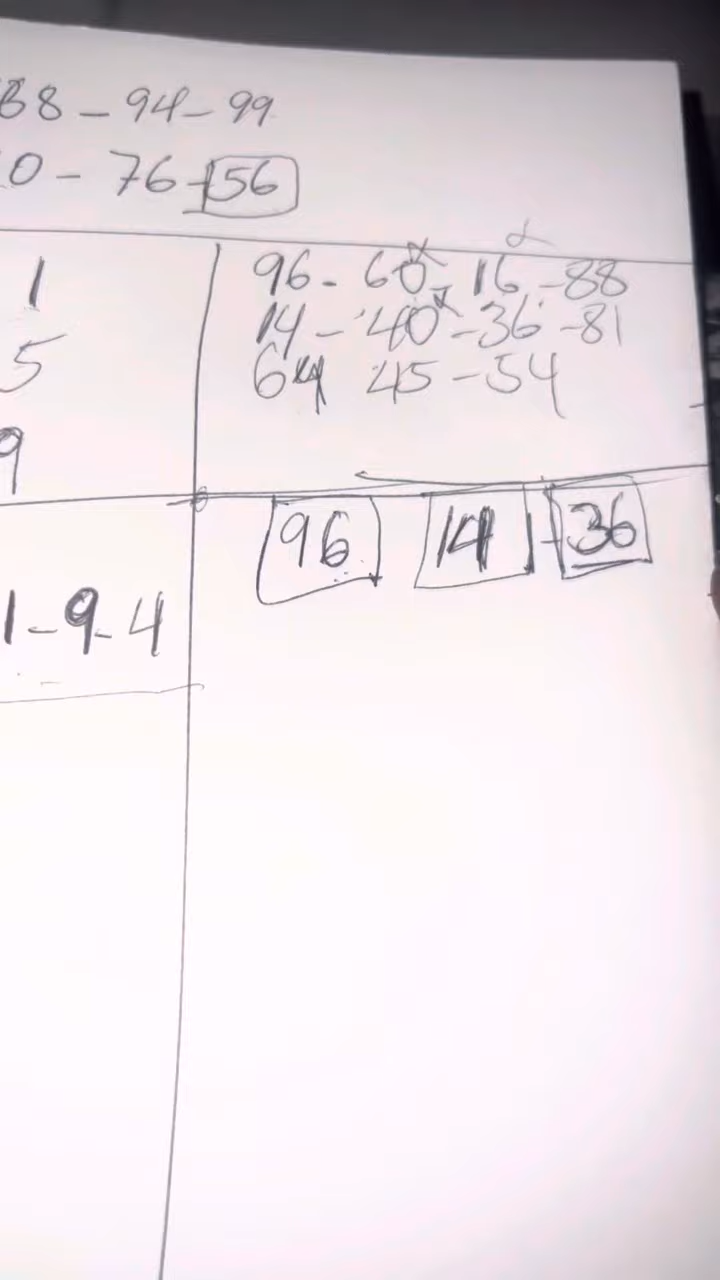 38 - 94 - 99
0 - 76 - 56
1
5
9
1 - 9 - 4
96 - 60 - 16 - 88
14 - 40 - 36 - 81
64 45 - 54
96 14 - 36